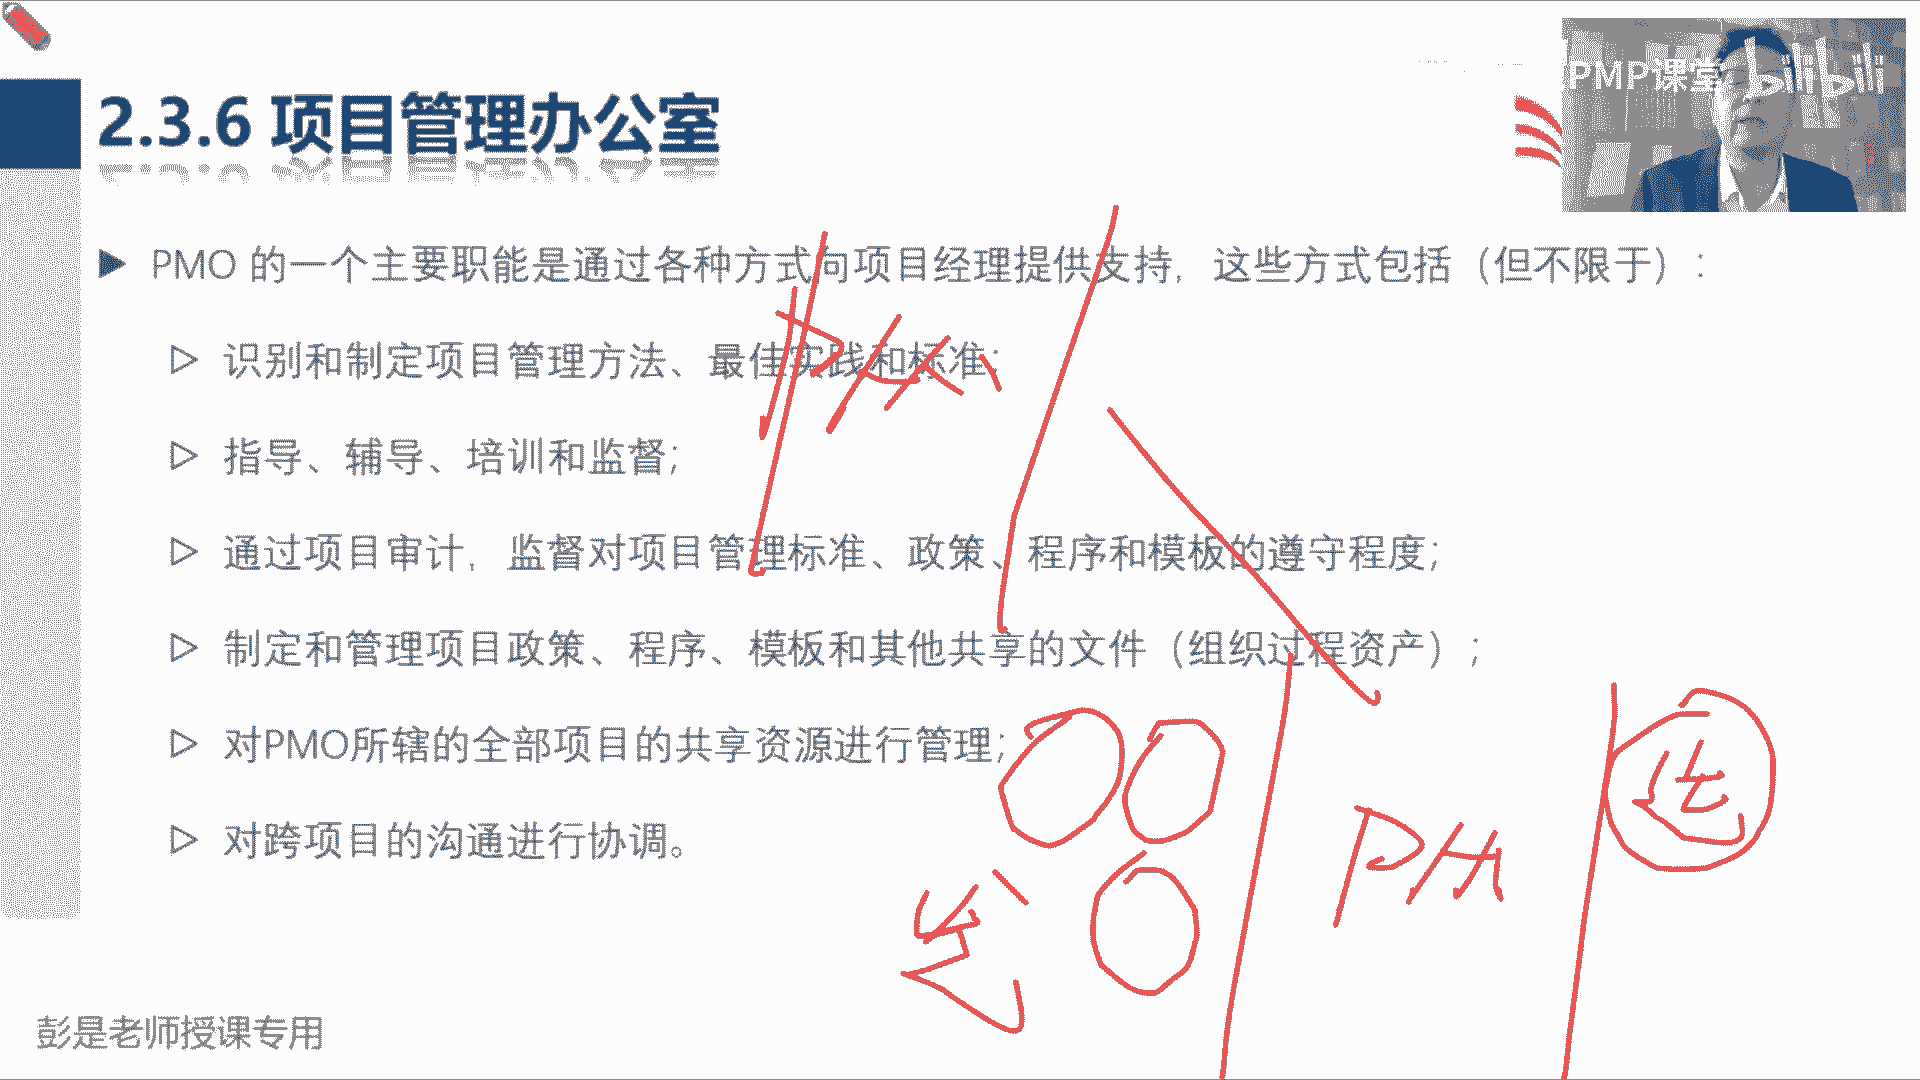 PMP课堂 bilibili
2.3.6 项目管理办公室
PMO 的一个主要职能是通过各种方式向项目经理提供支持，这些方式包括（但不限于）：
识别和制定项目管理方法、最佳实践和标准；
指导、辅导、培训和监督；
通过项目审计，监督对项目管理标准、政策、程序和模板的遵守程度；
制定和管理项目政策、程序、模板和其他共享的文件（组织过程资产）；
对PMO所辖的全部项目的共享资源进行管理；
对跨项目的沟通进行协调。
PM
彭是老师授课专用